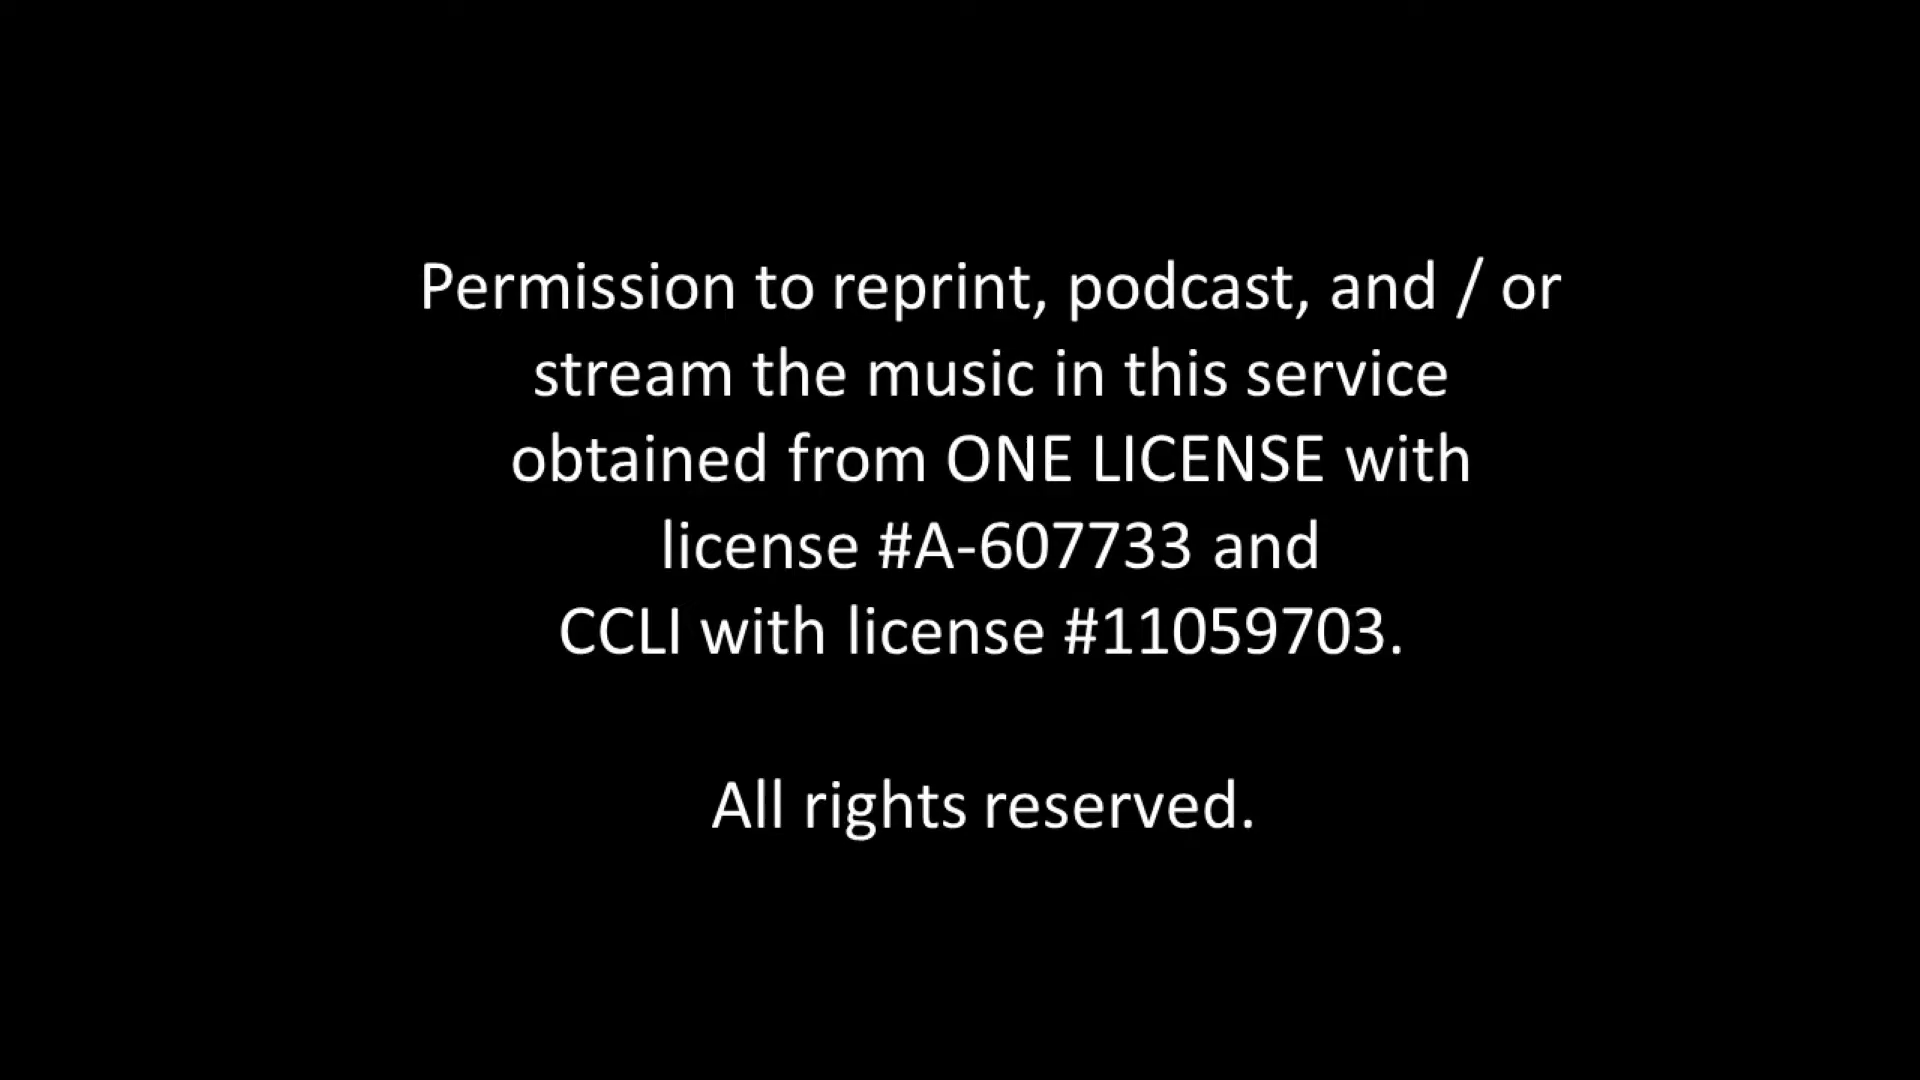 Permission to reprint, podcast, and / or
stream the music in this service
obtained from ONE LICENSE with
license #A-607733 and
CCLI with license #11059703.
All rights reserved.